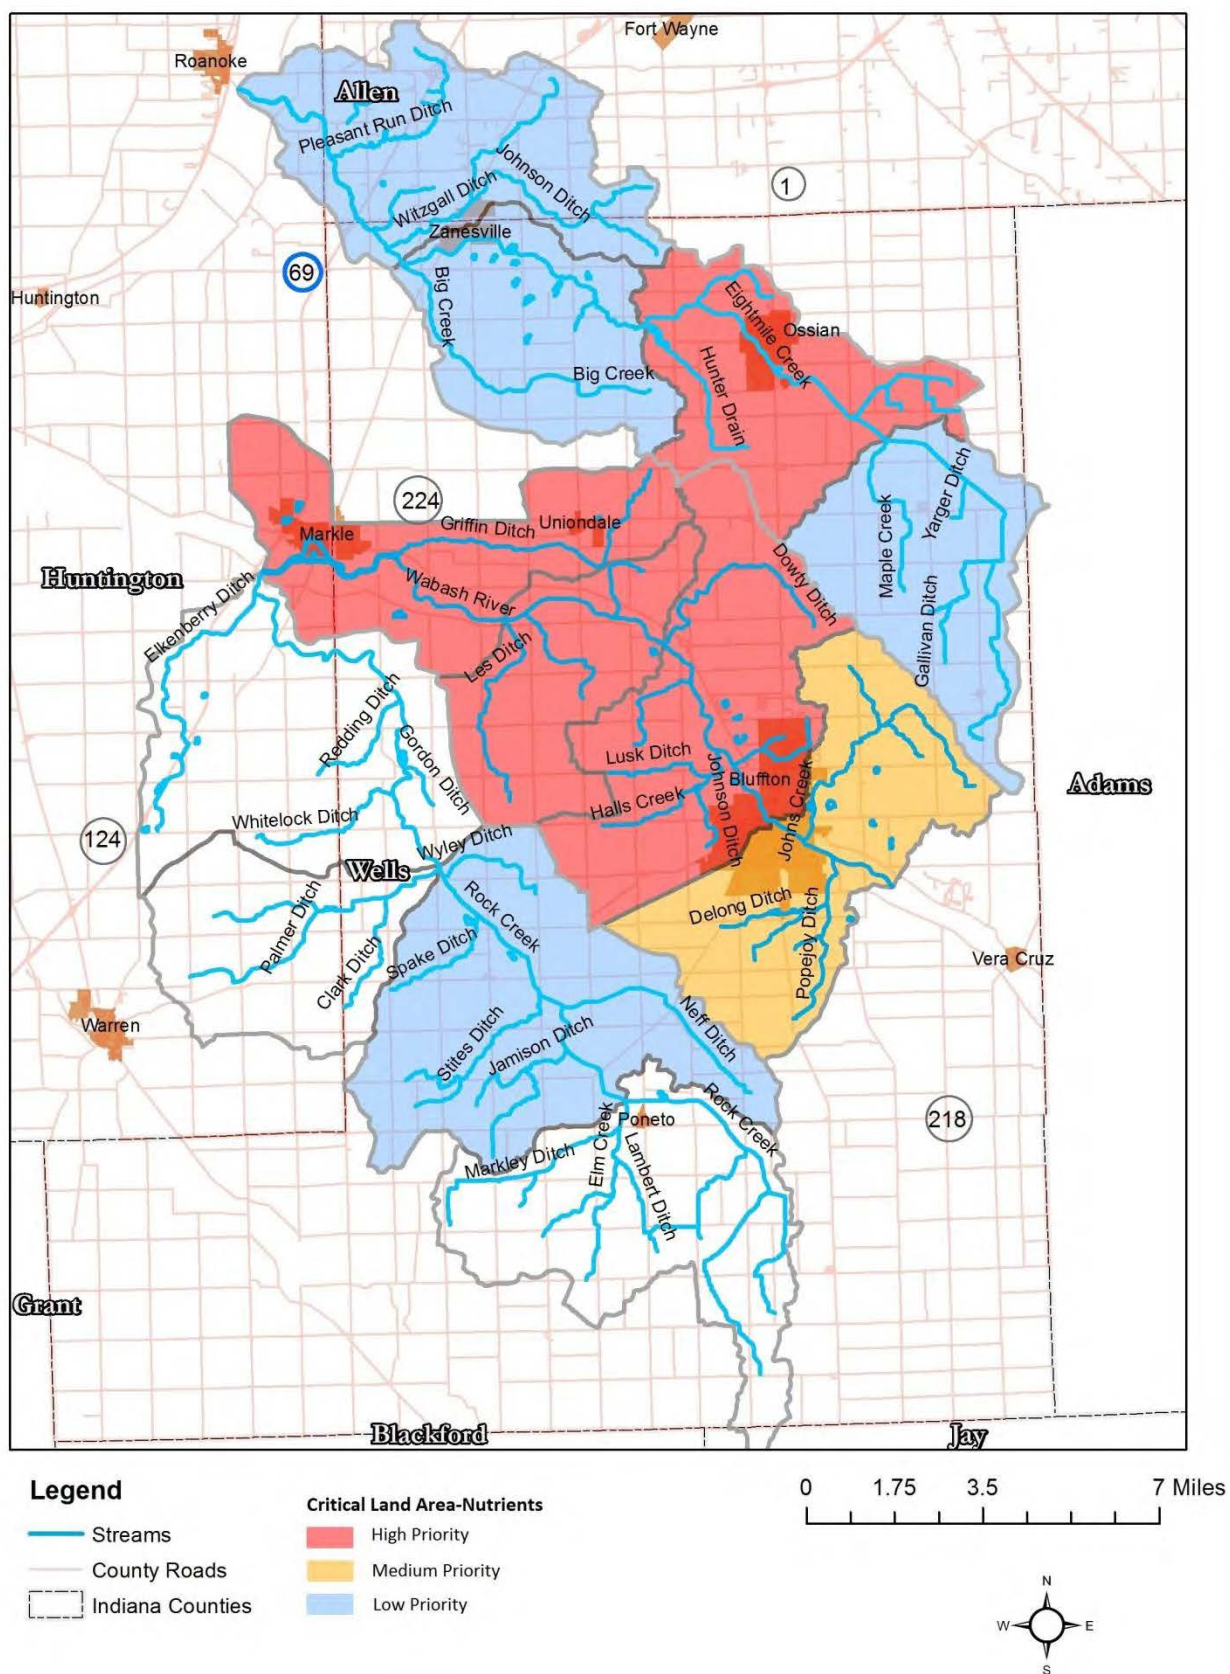 Fort Wayne
Roanoke
Allen
Pleasant Run Ditch
Johnson Ditch
1
Witzgall Ditch
Zanesville
69
Huntington
Big Creek
Eightmile Creek
Ossian
Hunter Drain
Big Creek
224
Yarger Ditch
Griffin Ditch
Uniondale
Markle
Maple Creek
Huntington
Dowty Ditch
Wabash River
Elkenberry Ditch
Gallivan Ditch
Les Ditch
Redding Ditch
Gordon Ditch
Lusk Ditch
Johnson Ditch
Bluffton
Johns Creek
Adams
Halls Creek
Whitelock Ditch
124
Wyley Ditch
Wells
Rock Creek
Delong Ditch
Popejoy Ditch
Palmer Ditch
Clark Ditch
Spake Ditch
Vera Cruz
Warren
Stites Ditch
Jamison Ditch
Neff Ditch
Rock Creek
218
Poneto
Elm Creek
Lambert Ditch
Markley Ditch
Grant
Blackford
Jay
Legend
Streams
County Roads
Indiana Counties
Critical Land Area-Nutrients
High Priority
Medium Priority
Low Priority
0 1.75 3.5 7 Miles
N
W E
S